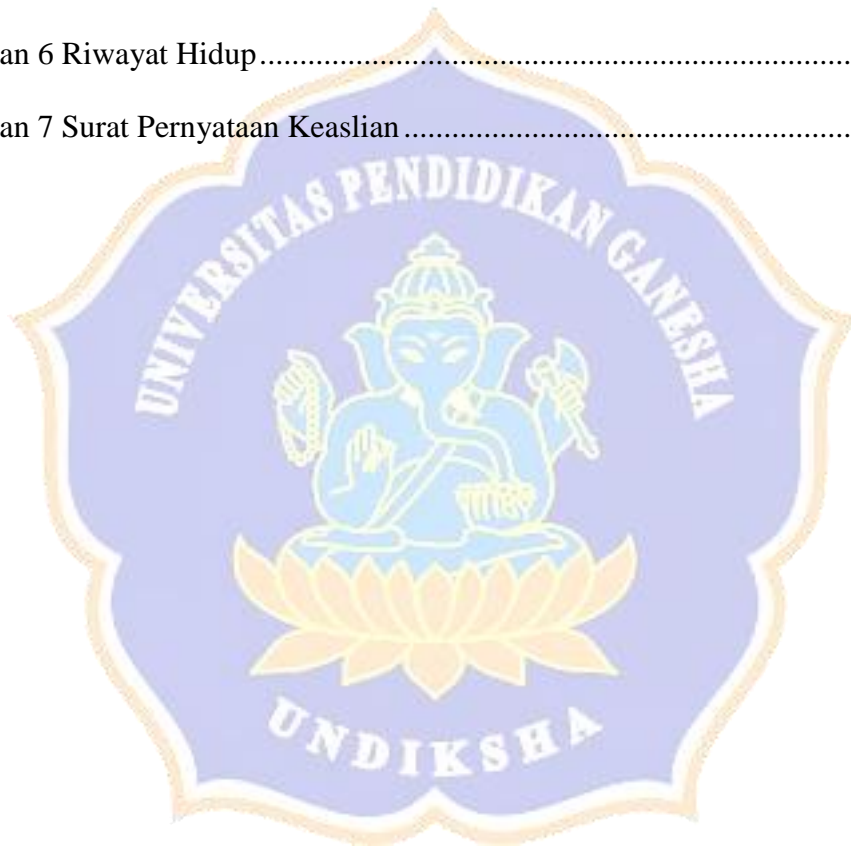 an 6 Riwayat Hidup..........................................................................
an 7 Surat Pernyataan Keaslian........................................................
UNIVERSITAS PENDIDIKAN GANESHA
UNDIKSHA